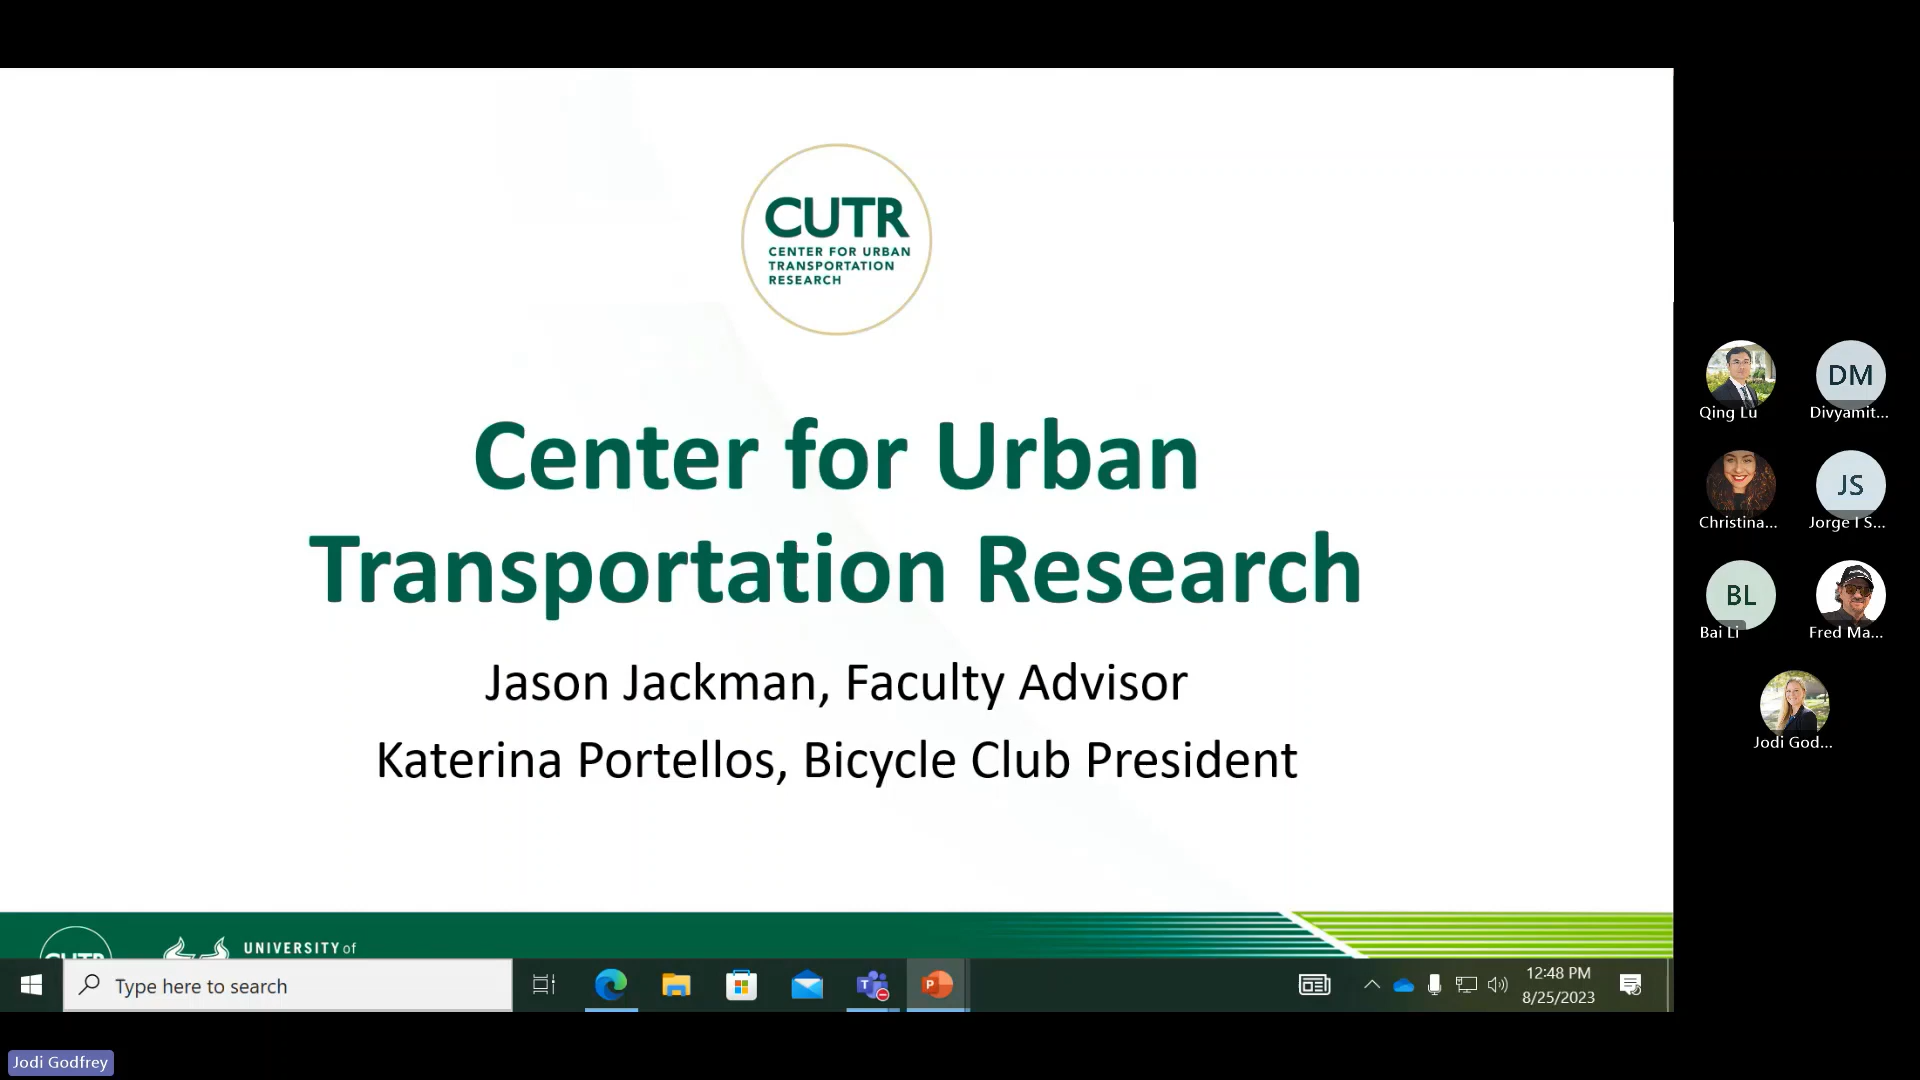 CUTR
CENTER FOR URBAN
TRANSPORTATION
RESEARCH
Center for Urban
Transportation Research
Jason Jackman, Faculty Advisor
Katerina Portellos, Bicycle Club President
UNIVERSITY of
Type here to search
12:48 PM
8/25/2023
Qing Lu
DM
Divyamit...
Christina...
JS
Jorge I S...
BL
Bai Li
Fred Ma...
Jodi God...
Jodi Godfrey